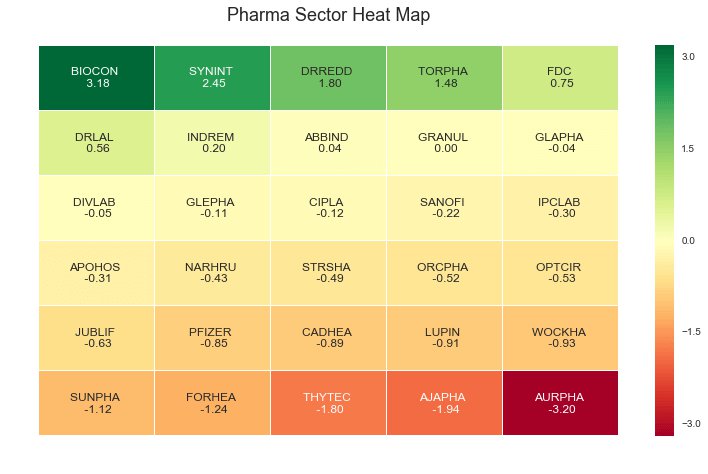 Pharma Sector Heat Map
BIOCON
3.18
SYNINT
2.45
DRREDD
1.80
TORPHA
1.48
FDC
0.75
DRLAL
0.56
INDREM
0.20
ABBIND
0.04
GRANUL
0.00
GLAPHA
-0.04
DIVLAB
-0.05
GLEPHA
-0.11
CIPLA
-0.12
SANOFI
-0.22
IPCLAB
-0.30
APOHOS
-0.31
NARHRU
-0.43
STRSHA
-0.49
ORCPHA
-0.52
OPTCIR
-0.53
JUBLIF
-0.63
PFIZER
-0.85
CADHEA
-0.89
LUPIN
-0.91
WOCKHA
-0.93
SUNPHA
-1.12
FORHEA
-1.24
THYTEC
-1.80
AJAPHA
-1.94
AURPHA
-3.20
3.0
1.5
0.0
-1.5
-3.0